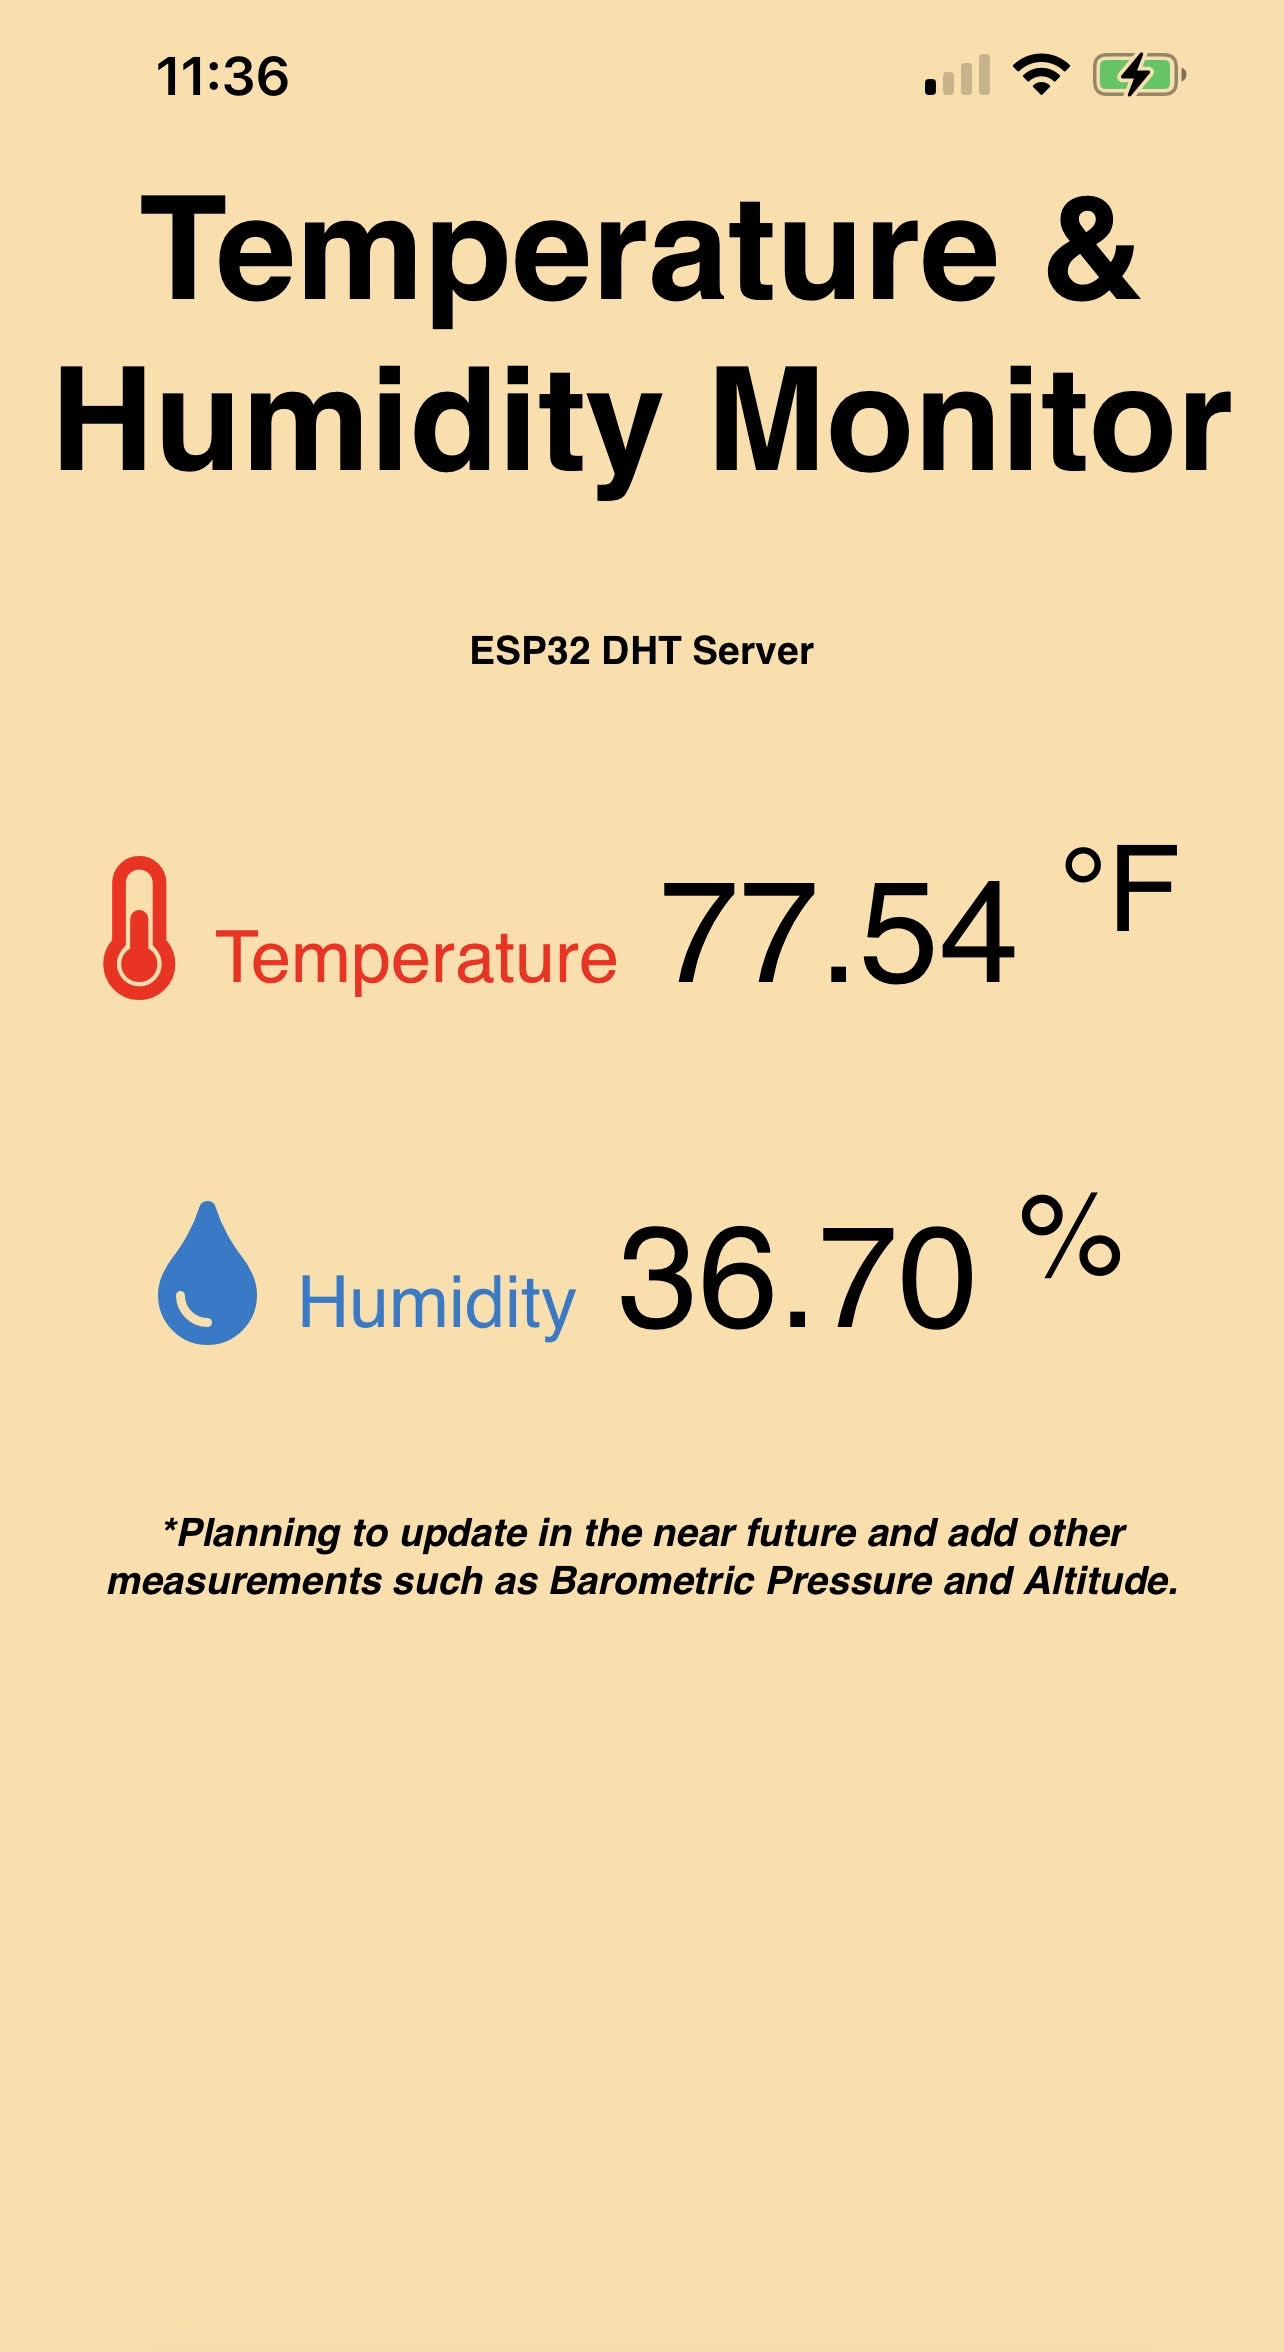 11:36
Temperature &
Humidity Monitor
ESP32 DHT Server
Temperature 77.54 °F
Humidity 36.70 %
*Planning to update in the near future and add other
measurements such as Barometric Pressure and Altitude.